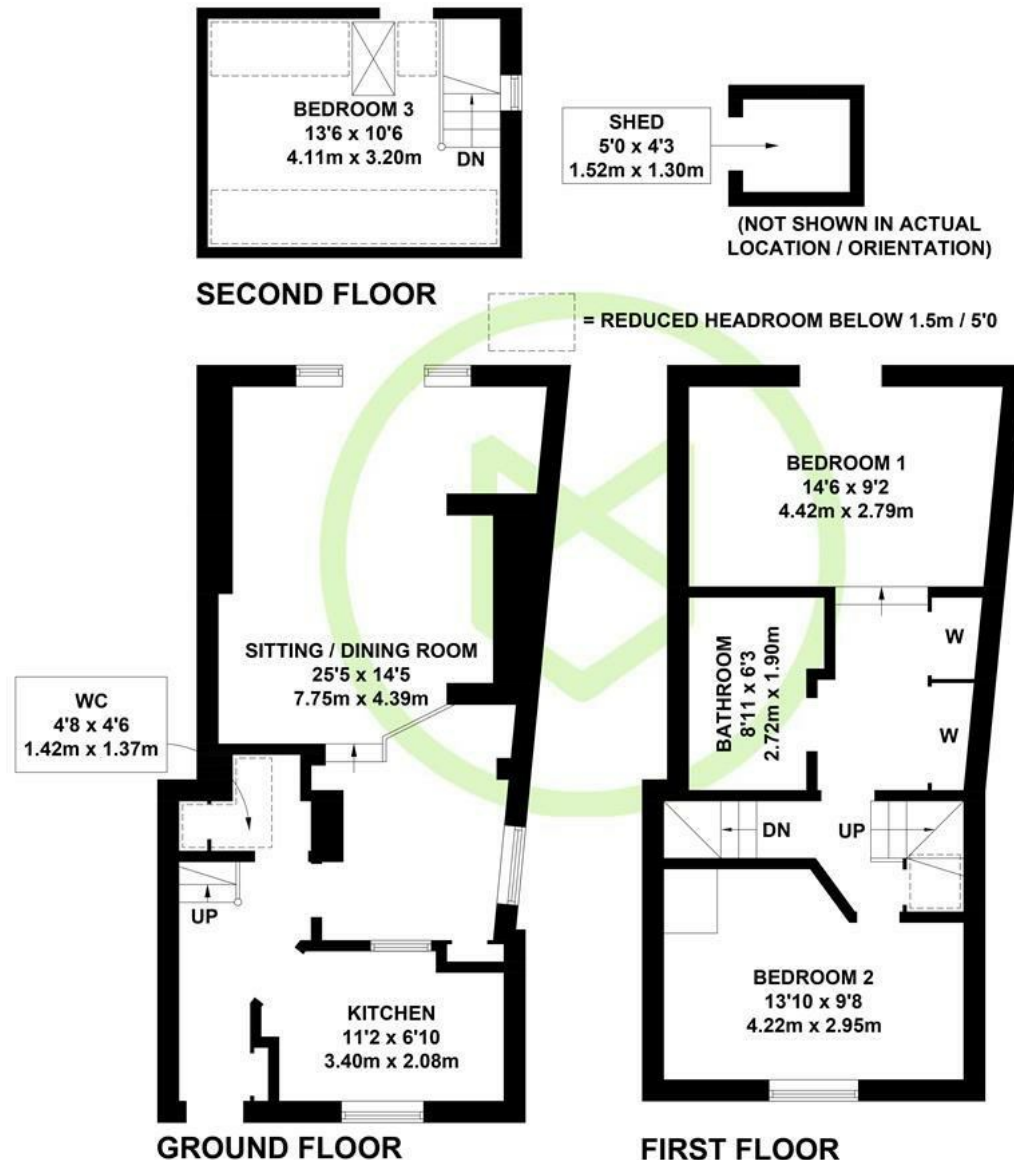 BEDROOM 3
13'6 x 10'6
4.11m x 3.20m
DN
SHED
5'0 x 4'3
1.52m x 1.30m
(NOT SHOWN IN ACTUAL
LOCATION / ORIENTATION)
SECOND FLOOR
= REDUCED HEADROOM BELOW 1.5m / 5'0
SITTING / DINING ROOM
25'5 x 14'5
7.75m x 4.39m
WC
4'8 x 4'6
1.42m x 1.37m
UP
KITCHEN
11'2 x 6'10
3.40m x 2.08m
GROUND FLOOR
BEDROOM 1
14'6 x 9'2
4.42m x 2.79m
BATHROOM
8'11 x 6'3
2.72m x 1.90m
W
W
DN
UP
BEDROOM 2
13'10 x 9'8
4.22m x 2.95m
FIRST FLOOR